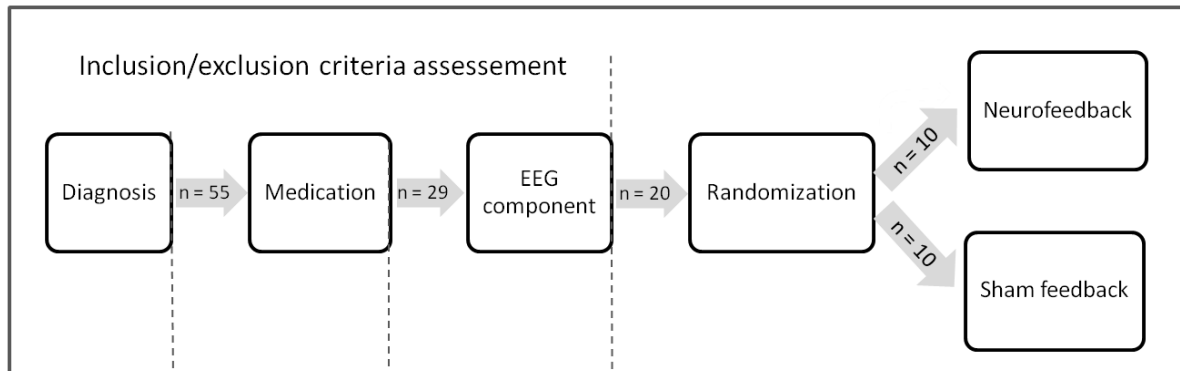 Inclusion/exclusion criteria assessement
Diagnosis
n = 55
Medication
n = 29
EEG
component
n = 20
Randomization
n = 10
Neurofeedback
n = 10
Sham feedback